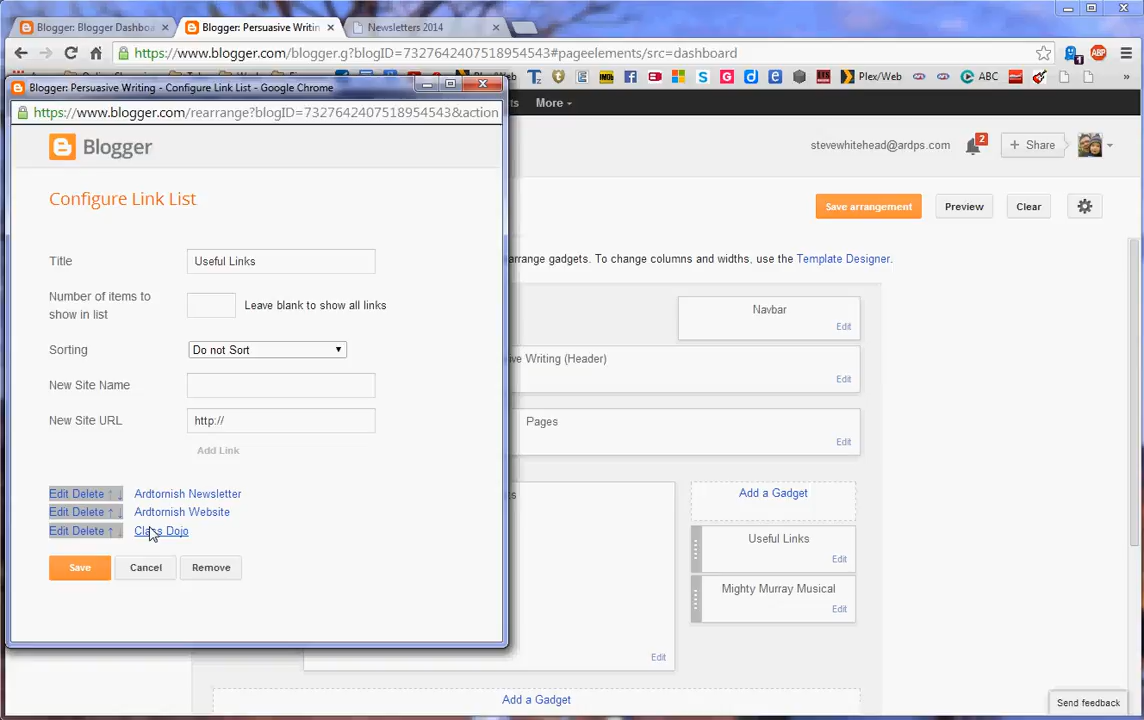 Blogger: Blogger Dashboa
Blogger: Persuasive Writin
Newsletters 2014
https://www.blogger.com/blogger.g?blogID=7327642407518954543#pageelements/src=dashboard
Plex/Web
ABC
Blogger: Persuasive Writing - Configure Link List - Google Chrome
https://www.blogger.com/rearrange?blogID=7327642407518954543&action
ts
More
Blogger
stevewhitehead@ardps.com
2
+ Share
Configure Link List
Save arrangement
Preview
Clear
Title
Useful Links
arrange gadgets. To change columns and widths, use the Template Designer.
Number of items to
show in list
Leave blank to show all links
Navbar
Edit
Sorting
Do not Sort
ive Writing (Header)
Edit
New Site Name
New Site URL
http://
Pages
Edit
Add Link
Edit Delete ↑ ↓ Ardtornish Newsletter
Edit Delete ↑ ↓ Ardtornish Website
Edit Delete ↑ ↓ Class Dojo
Save
Cancel
Remove
Add a Gadget
Useful Links
Edit
Mighty Murray Musical
Edit
Edit
Add a Gadget
Send feedback